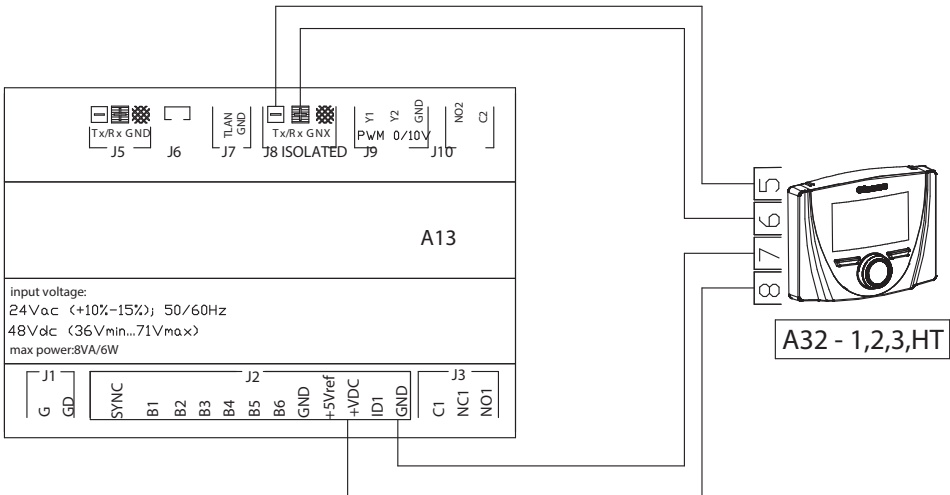 Tx/Rx GND
J5
J6
TLAN
GND
J7
Tx/Rx GNX
J8 ISOLATED
Y1
Y2
GND
PWM 0/10V
J9
NO2
C2
J10
A13
5
6
7
8
A32 - 1,2,3,HT
input voltage:
24Vac (+10%-15%); 50/60Hz
48Vdc (36Vmin...71Vmax)
max power:8VA/6W
J1
G
GD
J2
SYNC
B1
B2
B3
B4
B5
B6
GND
+5Vref
+VDC
ID1
GND
J3
C1
NC1
NO1